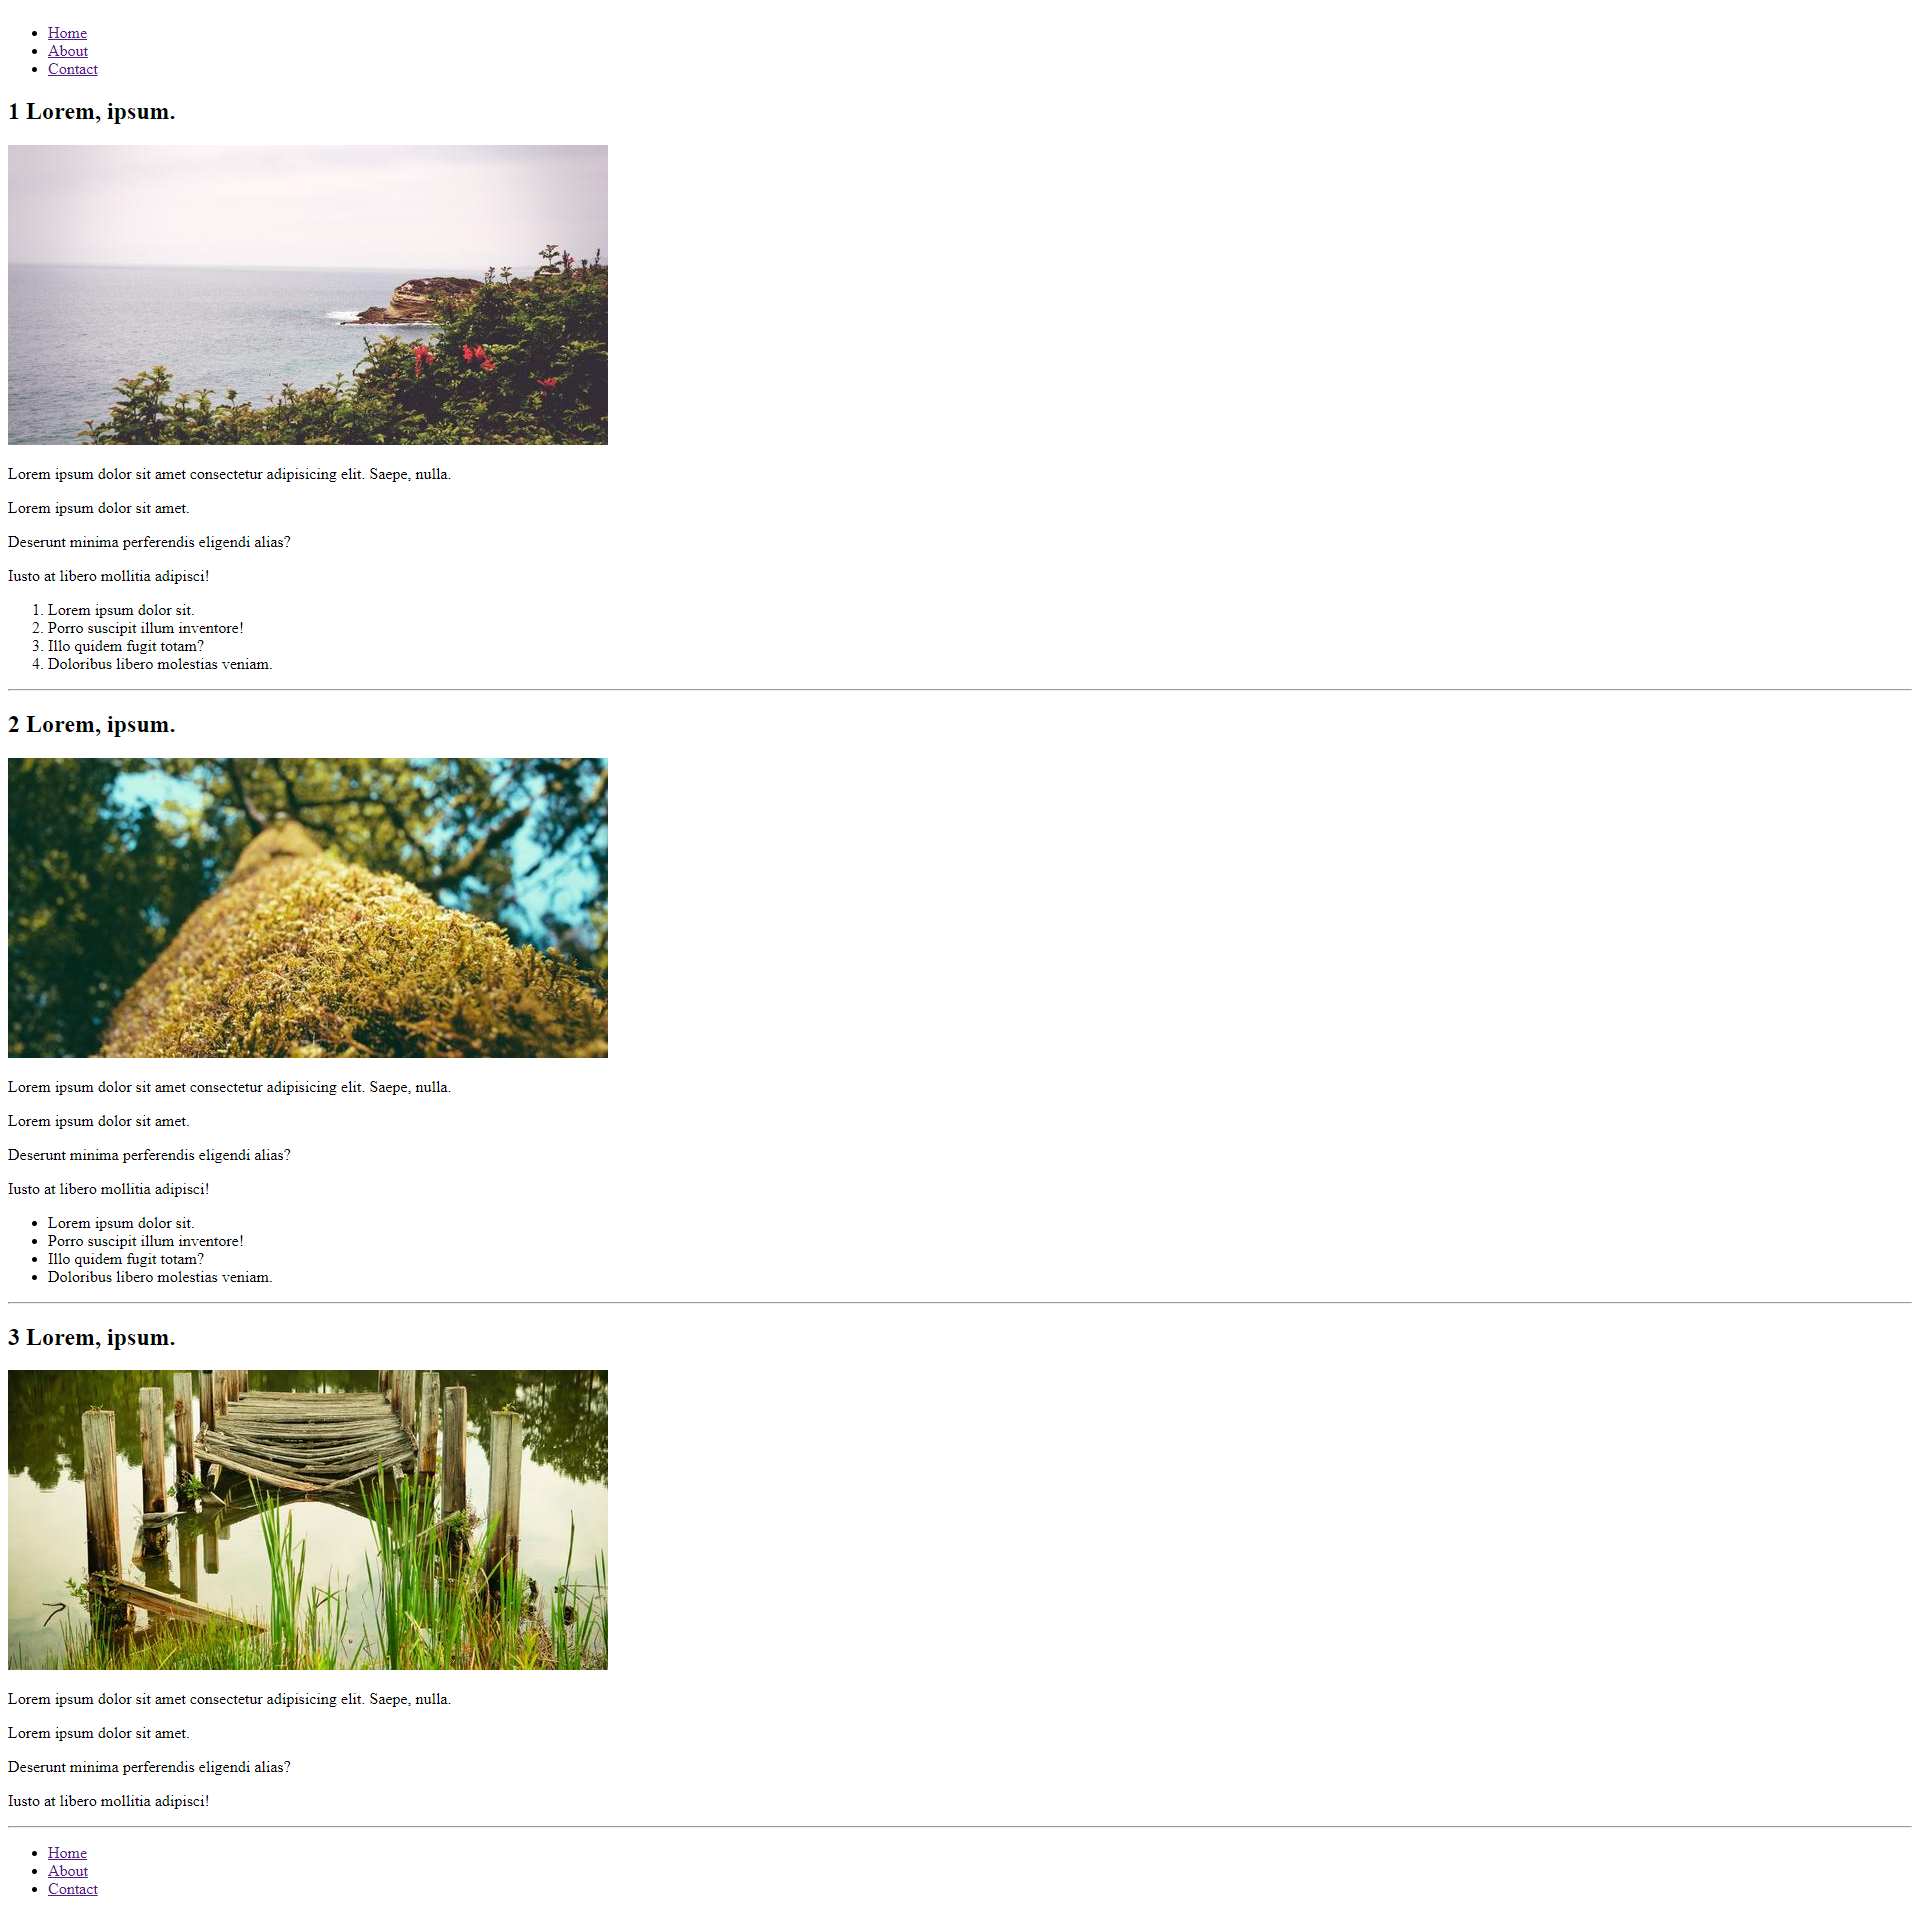 Home
About
Contact
1 Lorem, ipsum.
Lorem ipsum dolor sit amet consectetur adipisicing elit. Saepe, nulla.
Lorem ipsum dolor sit amet.
Deserunt minima perferendis eligendi alias?
Iusto at libero mollitia adipisci!
1. Lorem ipsum dolor sit.
2. Porro suscipit illum inventore!
3. Illo quidem fugit totam?
4. Doloribus libero molestias veniam.
2 Lorem, ipsum.
Lorem ipsum dolor sit amet consectetur adipisicing elit. Saepe, nulla.
Lorem ipsum dolor sit amet.
Deserunt minima perferendis eligendi alias?
Iusto at libero mollitia adipisci!
Lorem ipsum dolor sit.
Porro suscipit illum inventore!
Illo quidem fugit totam?
Doloribus libero molestias veniam.
3 Lorem, ipsum.
Lorem ipsum dolor sit amet consectetur adipisicing elit. Saepe, nulla.
Lorem ipsum dolor sit amet.
Deserunt minima perferendis eligendi alias?
Iusto at libero mollitia adipisci!
Home
About
Contact